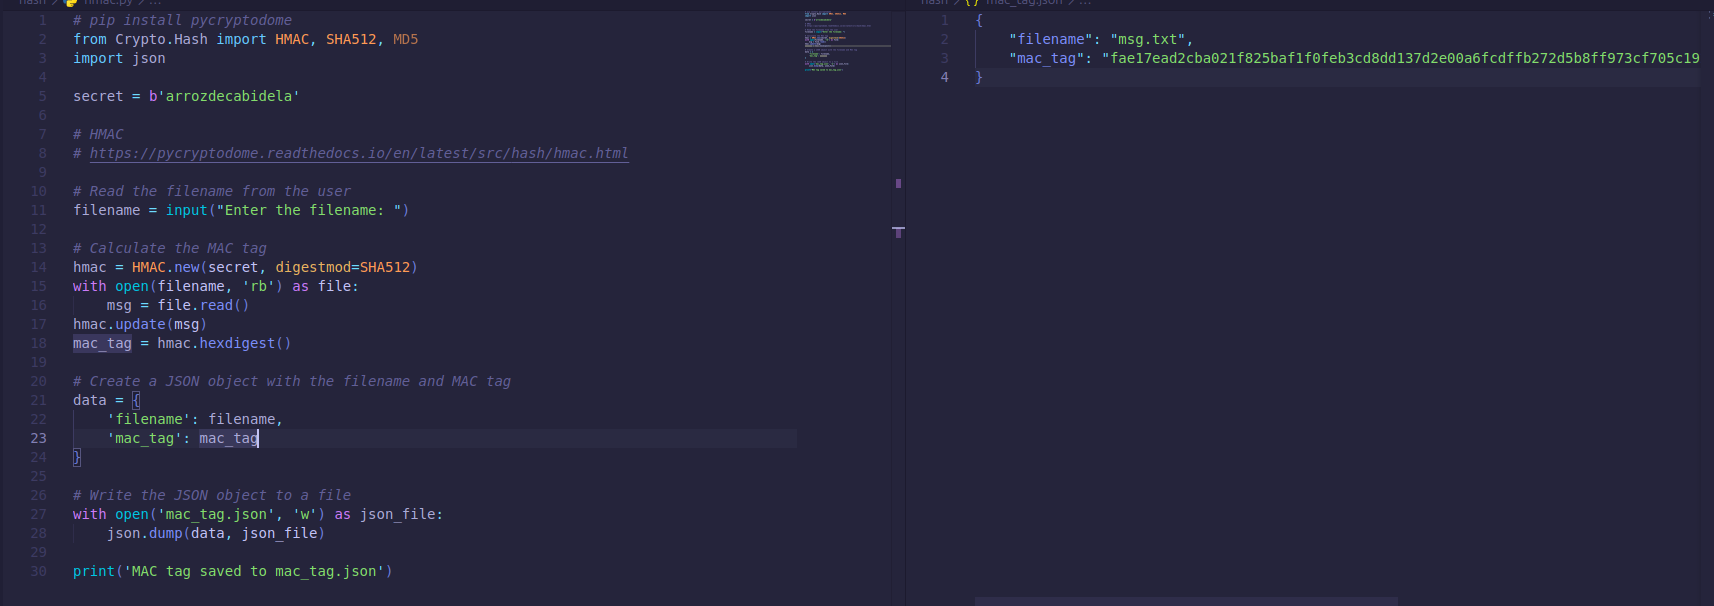 hash > hmac.py > ...
1 # pip install pycryptodome
2 from Crypto.Hash import HMAC, SHA512, MD5
3 import json
4
5 secret = b'arrozdecabidela'
6
7 # HMAC
8 # https://pycryptodome.readthedocs.io/en/latest/src/hash/hmac.html
9
10 # Read the filename from the user
11 filename = input("Enter the filename: ")
12
13 # Calculate the MAC tag
14 hmac = HMAC.new(secret, digestmod=SHA512)
15 with open(filename, 'rb') as file:
16     msg = file.read()
17 hmac.update(msg)
18 mac_tag = hmac.hexdigest()
19
20 # Create a JSON object with the filename and MAC tag
21 data = {
22     'filename': filename,
23     'mac_tag': mac_tag
24 }
25
26 # Write the JSON object to a file
27 with open('mac_tag.json', 'w') as json_file:
28     json.dump(data, json_file)
29
30 print('MAC tag saved to mac_tag.json')
hash > { } mac_tag.json > ...
1 {
2     "filename": "msg.txt",
3     "mac_tag": "fae17ead2cba021f825baf1f0feb3cd8dd137d2e00a6fcdffb272d5b8ff973cf705c19
4 }